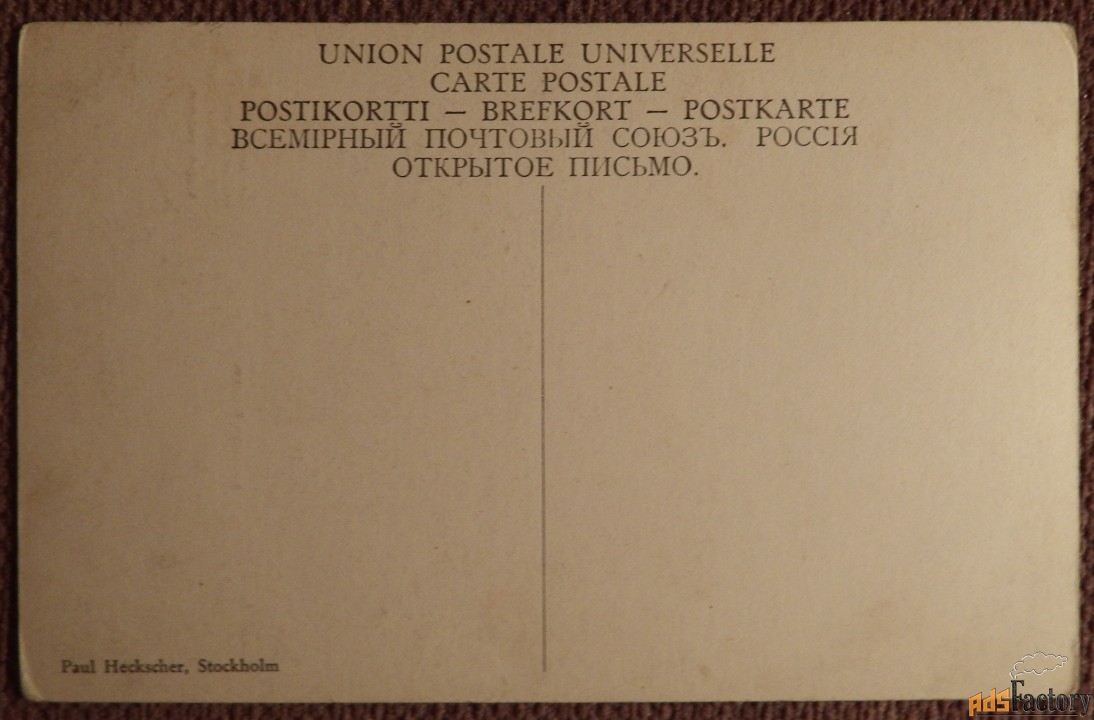 UNION POSTALE UNIVERSELLE
CARTE POSTALE
POSTIKORTTI — BREFKORT — POSTKARTE
ВСЕМІРНЫЙ ПОЧТОВЫЙ СОЮЗЪ. РОССІЯ
ОТКРЫТОЕ ПИСЬМО.
Paul Heckscher, Stockholm
AdsFactory